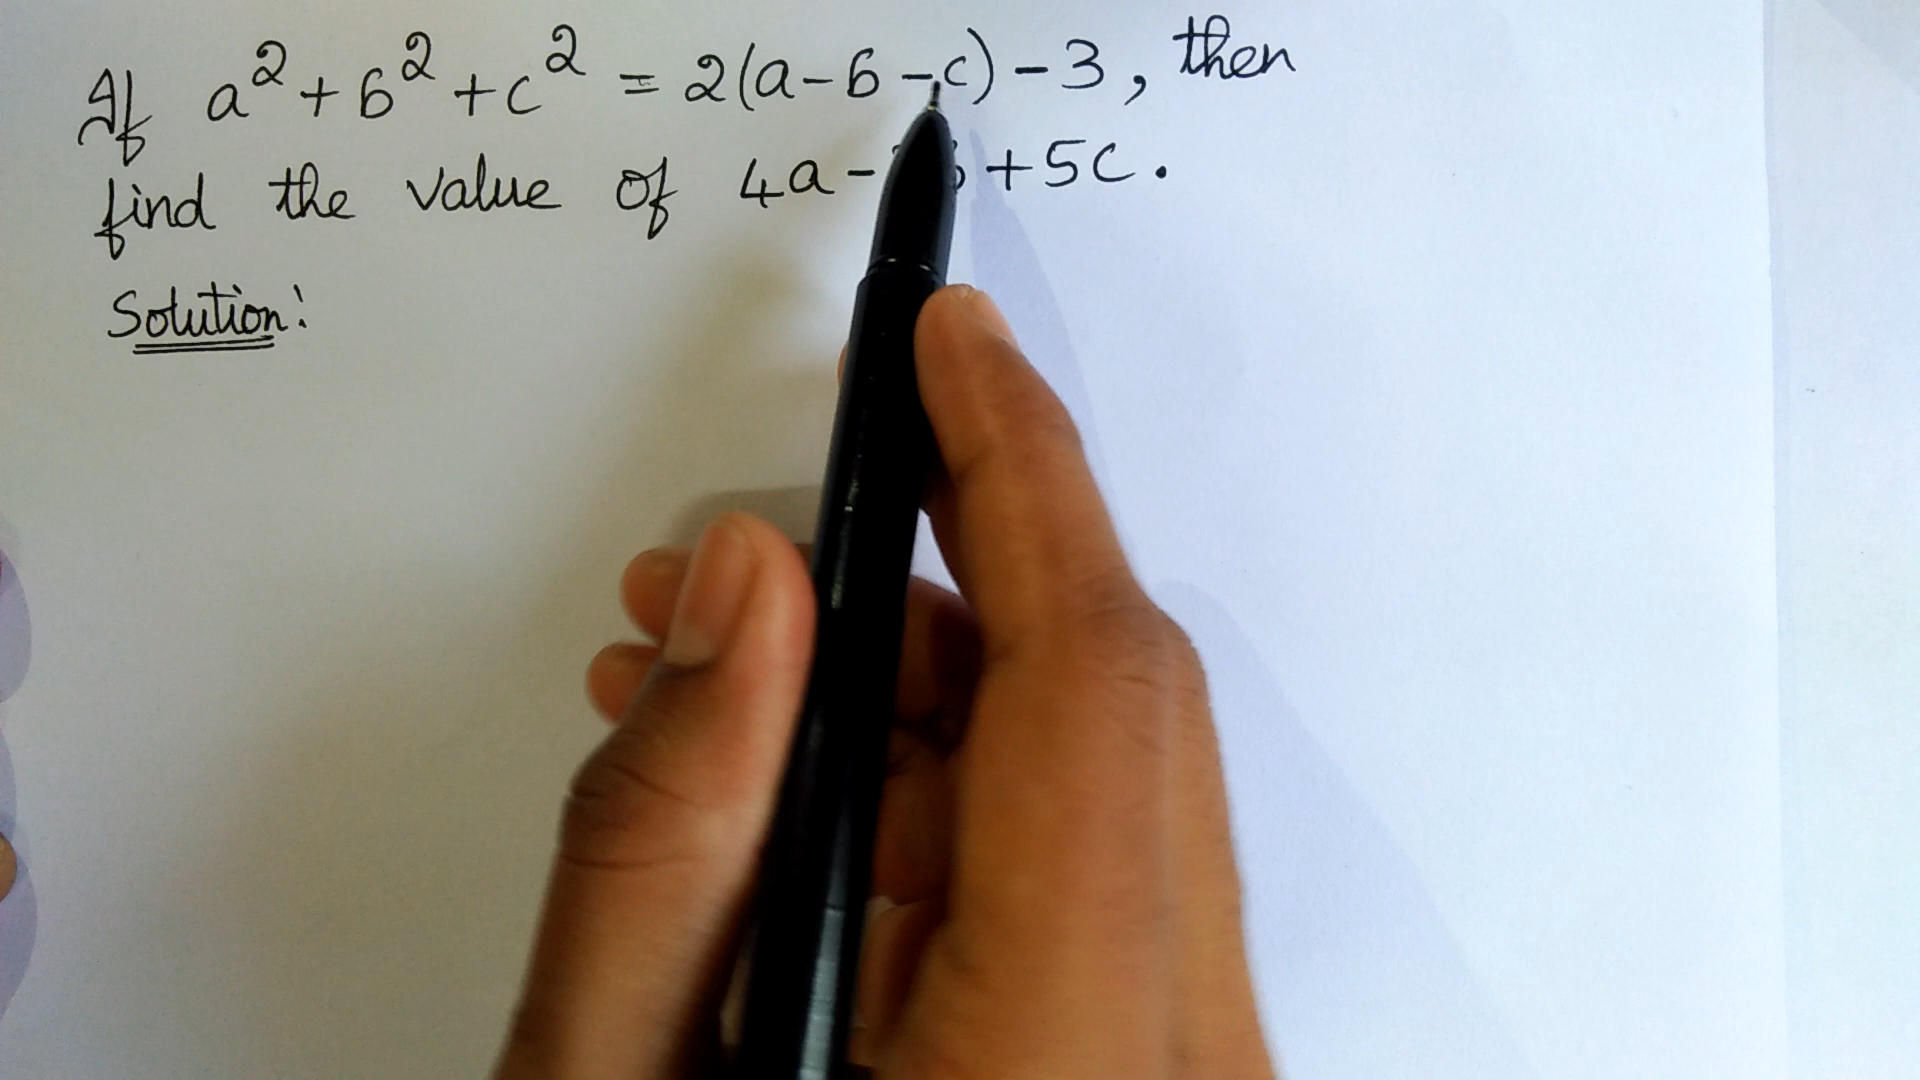 If a² + b² + c² = 2(a - b - c) - 3, then
find the value of 4a - b + 5c.
Solution: